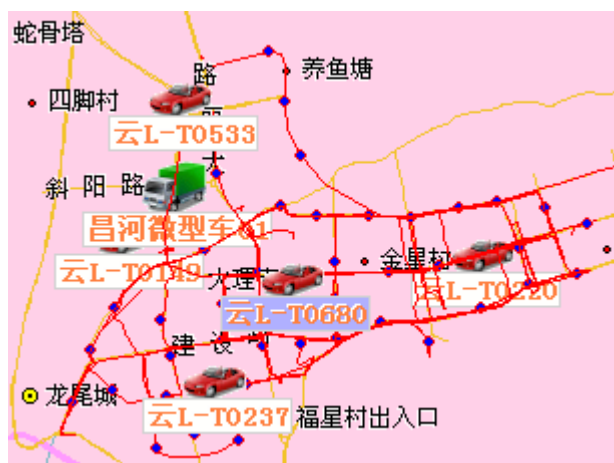 蛇骨塔
路
养鱼塘
四脚村
云L-T0533
斜阳路
昌河微型车01
金星村
云L-T0149
大理市
云L-T0220
云L-T0680
建设路
龙尾城
云L-T0237
福星村出入口